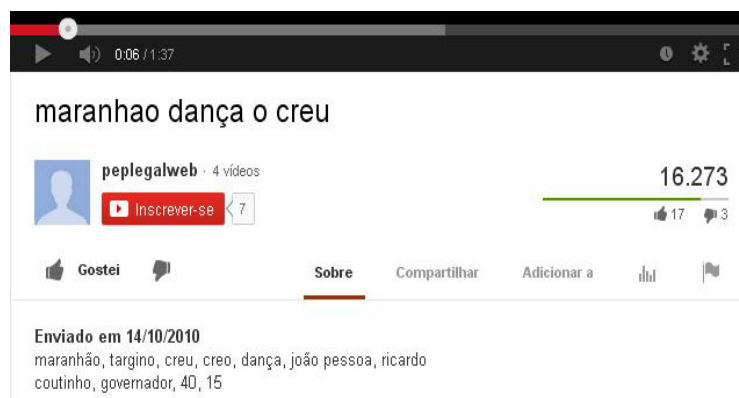 0:06 / 1:37
maranhao dança o creu
peplegalweb · 4 vídeos
16.273
Inscrever-se 7
17 3
Gostei Sobre Compartilhar Adicionar a
Enviado em 14/10/2010
maranhão, targino, creu, creo, dança, joão pessoa, ricardo
coutinho, governador, 40, 15